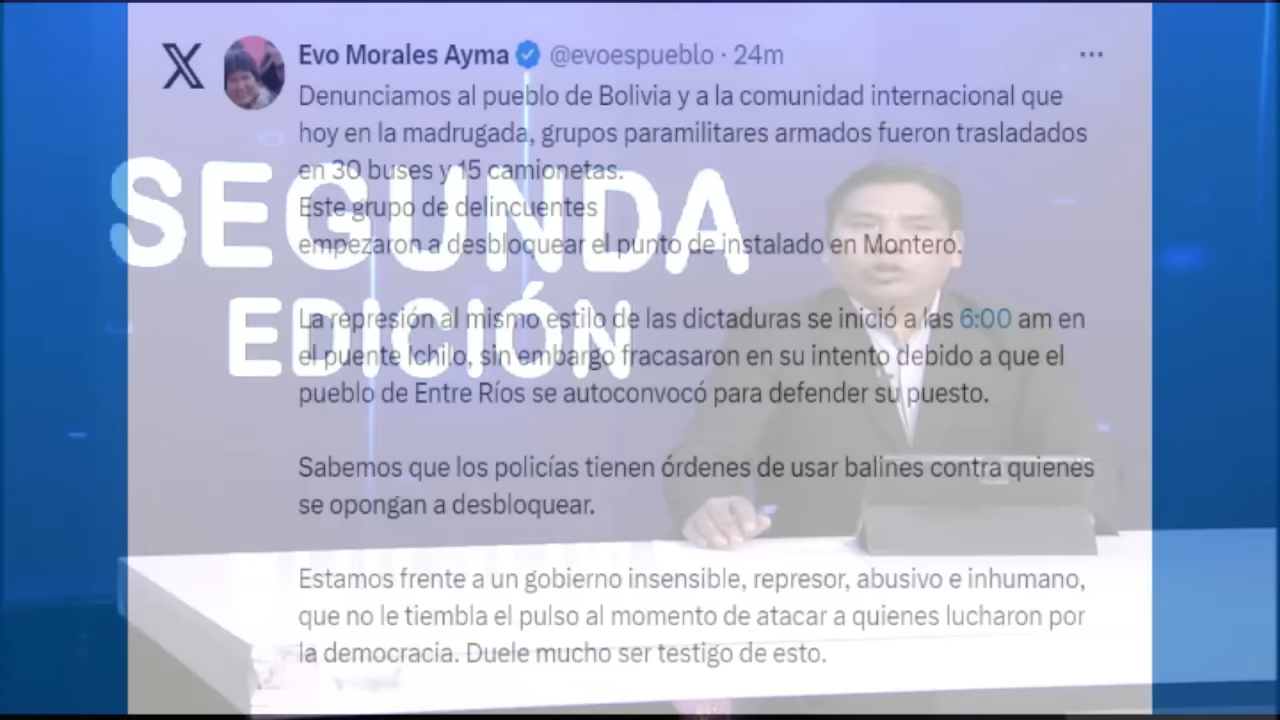 Evo Morales Ayma @evoespueblo · 24m
Denunciamos al pueblo de Bolivia y a la comunidad internacional que
hoy en la madrugada, grupos paramilitares armados fueron trasladados
en 30 buses y 15 camionetas.
Este grupo de delincuentes
empezaron a desbloquear el punto de instalado en Montero.
La represión al mismo estilo de las dictaduras se inició a las 6:00 am en
el puente Ichilo, sin embargo fracasaron en su intento debido a que el
pueblo de Entre Ríos se autoconvocó para defender su puesto.
Sabemos que los policías tienen órdenes de usar balines contra quienes
se opongan a desbloquear.
Estamos frente a un gobierno insensible, represor, abusivo e inhumano,
que no le tiembla el pulso al momento de atacar a quienes lucharon por
la democracia. Duele mucho ser testigo de esto.
SEGUNDA
EDICIÓN